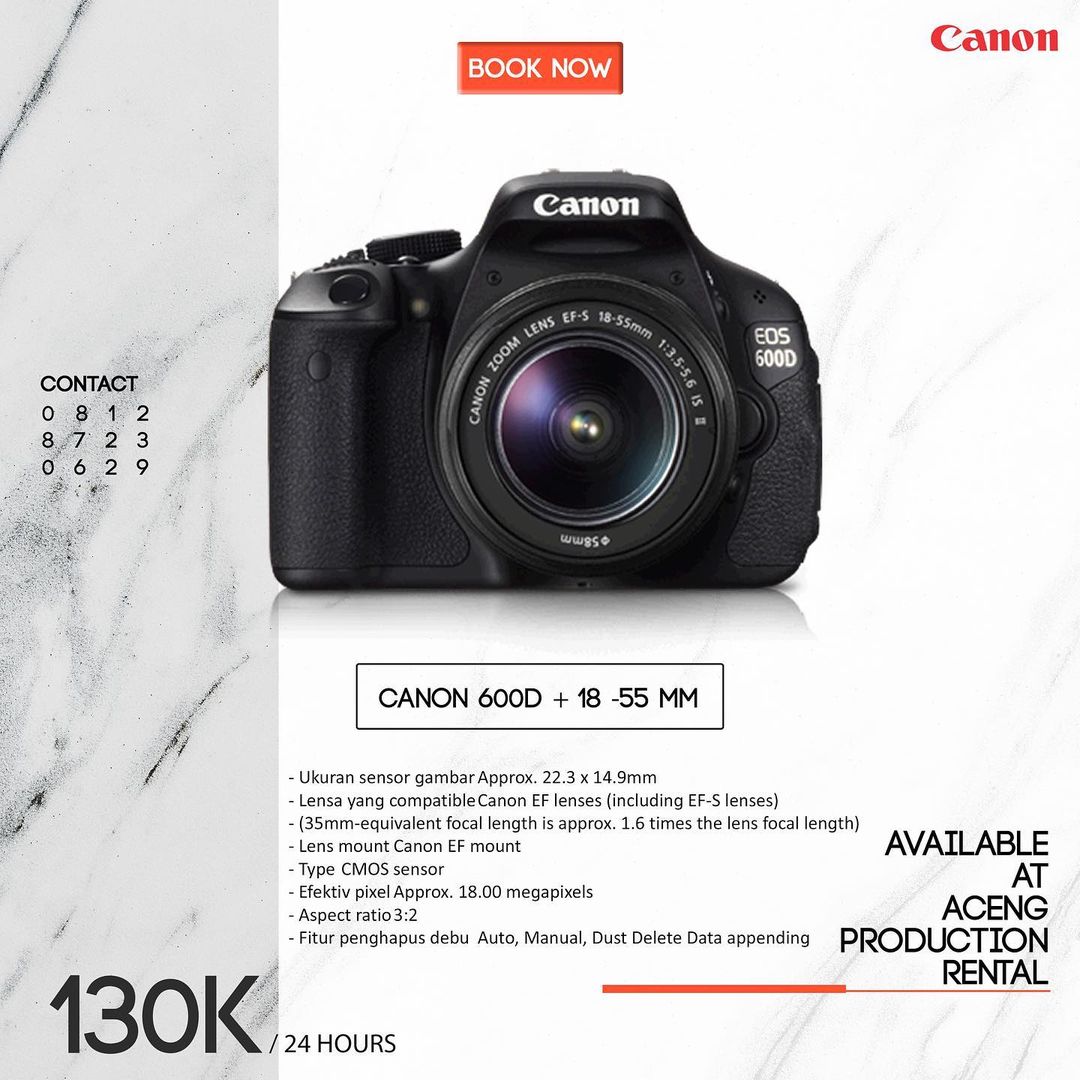 Canon
BOOK NOW
Canon
EOS
600D
CANON ZOOM LENS EF-S 18-55mm 1:3.5-5.6 IS II
ø58mm
CONTACT
0 8 1 2
8 7 2 3
0 6 2 9
CANON 600D + 18 -55 MM
- Ukuran sensor gambar Approx. 22.3 x 14.9mm
- Lensa yang compatible Canon EF lenses (including EF-S lenses)
- (35mm-equivalent focal length is approx. 1.6 times the lens focal length)
- Lens mount Canon EF mount
- Type CMOS sensor
- Efektiv pixel Approx. 18.00 megapixels
- Aspect ratio 3:2
- Fitur penghapus debu Auto, Manual, Dust Delete Data appending
AVAILABLE
AT
ACENG
PRODUCTION
RENTAL
130K / 24 HOURS